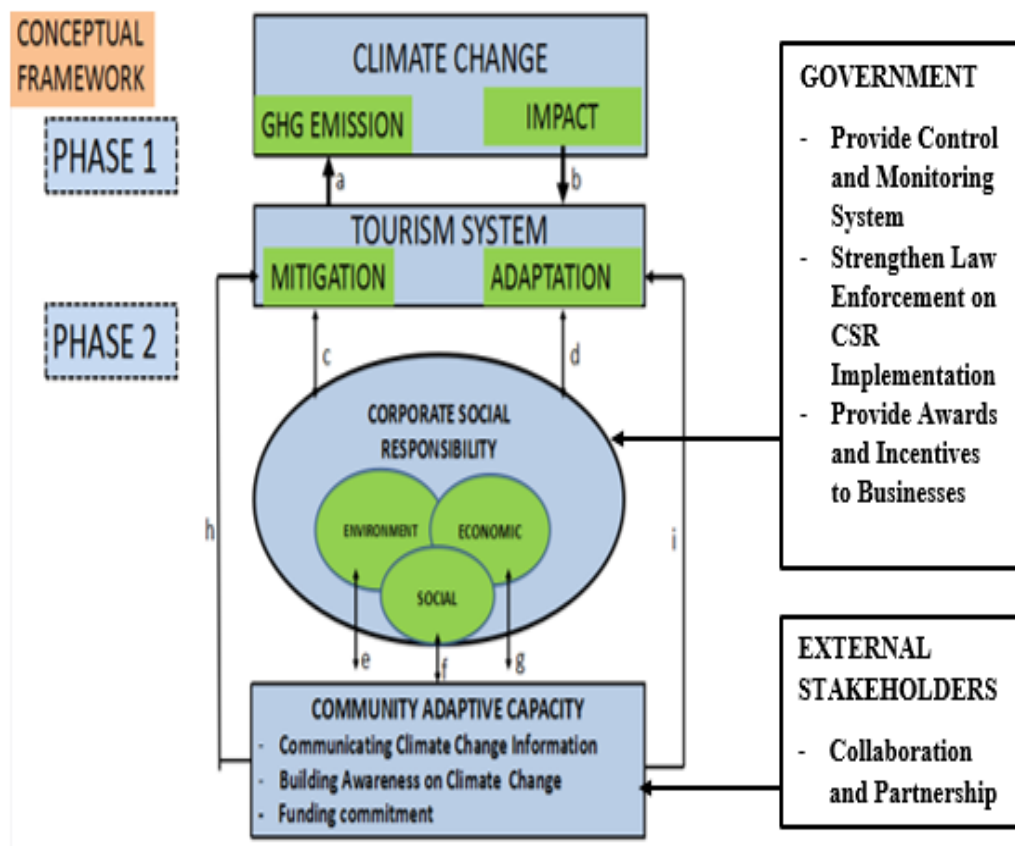 CONCEPTUAL
FRAMEWORK
PHASE 1
CLIMATE CHANGE
GHG EMISSION
IMPACT
a
b
TOURISM SYSTEM
MITIGATION
ADAPTATION
PHASE 2
c
d
CORPORATE SOCIAL
RESPONSIBILITY
ENVIRONMENT
ECONOMIC
SOCIAL
h
i
e
f
g
COMMUNITY ADAPTIVE CAPACITY
- Communicating Climate Change Information
- Building Awareness on Climate Change
- Funding commitment
GOVERNMENT
- Provide Control
and Monitoring
System
- Strengthen Law
Enforcement on
CSR
Implementation
- Provide Awards
and Incentives
to Businesses
EXTERNAL
STAKEHOLDERS
- Collaboration
and Partnership